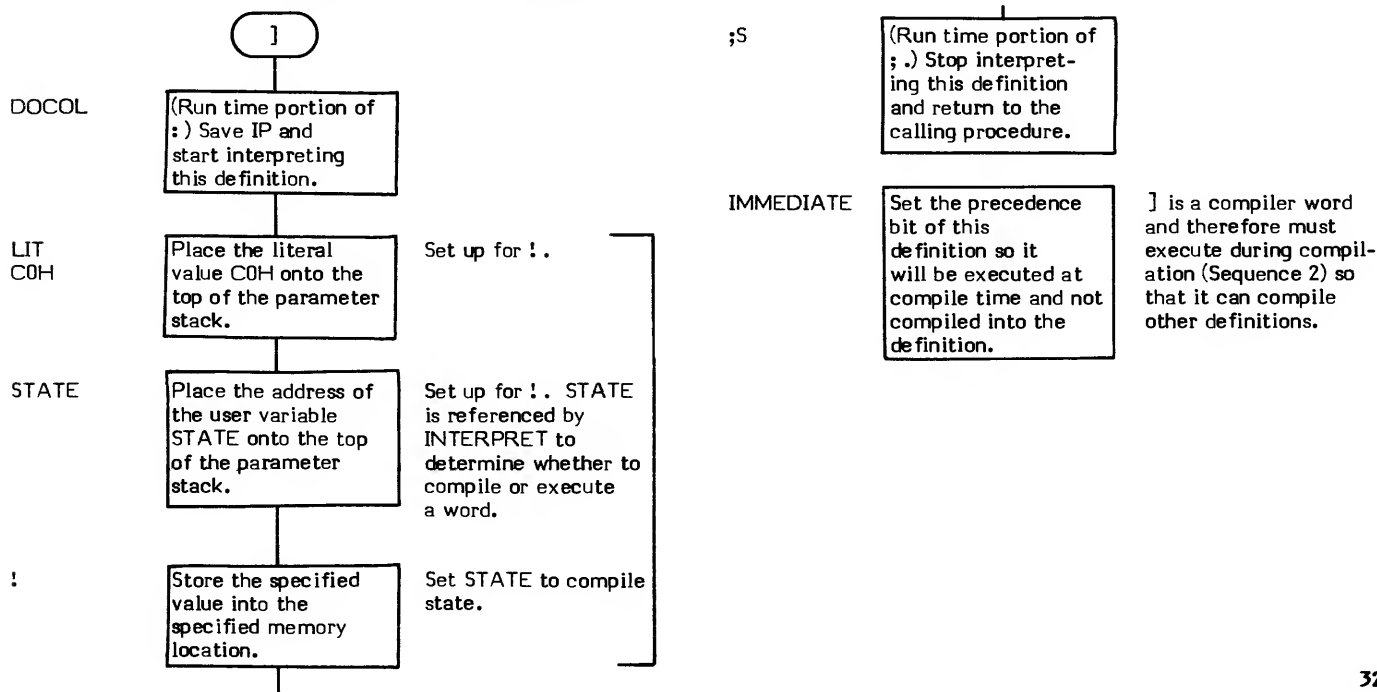 ]
DOCOL
(Run time portion of
: ) Save IP and
start interpreting
this definition.
LIT
C0H
Place the literal
value C0H onto the
top of the parameter
stack.
Set up for !.
STATE
Place the address of
the user variable
STATE onto the top
of the parameter
stack.
Set up for !. STATE
is referenced by
INTERPRET to
determine whether to
compile or execute
a word.
!
Store the specified
value into the
specified memory
location.
Set STATE to compile
state.
;S
(Run time portion of
; .) Stop interpret-
ing this definition
and return to the
calling procedure.
IMMEDIATE
Set the precedence
bit of this
definition so it
will be executed at
compile time and not
compiled into the
definition.
] is a compiler word
and therefore must
execute during compil-
ation (Sequence 2) so
that it can compile
other definitions.